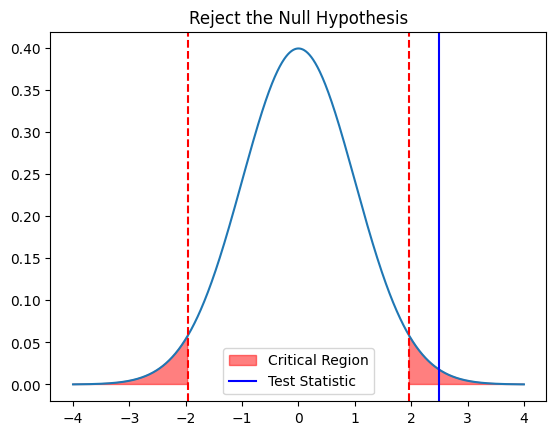 Reject the Null Hypothesis
0.40
0.35
0.30
0.25
0.20
0.15
0.10
0.05
0.00
Critical Region
Test Statistic
−4 −3 −2 −1 0 1 2 3 4